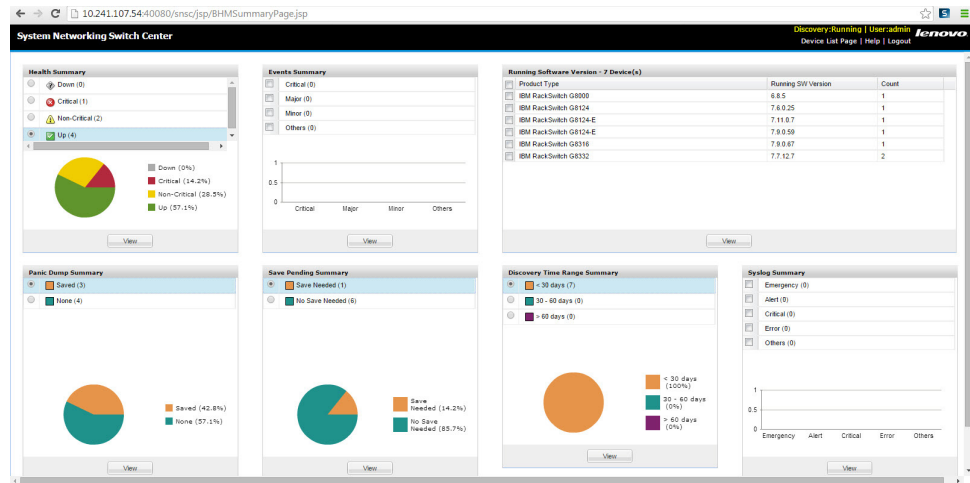 10.241.107.54:40080/snsc/jsp/BHMSummaryPage.jsp
S
System Networking Switch Center
Discovery:Running | User:admin
Device List Page | Help | Logout
lenovo
Health Summary
Down (0)
Critical (1)
Non-Critical (2)
Up (4)
Down (0%)
Critical (14.2%)
Non-Critical (28.5%)
Up (57.1%)
View
Events Summary
Critical (0)
Major (0)
Minor (0)
Others (0)
1
0.5
0
Critical Major Minor Others
View
Running Software Version - 7 Device(s)
Product Type Running SW Version Count
IBM RackSwitch G8000 6.8.5 1
IBM RackSwitch G8124 7.6.0.25 1
IBM RackSwitch G8124-E 7.11.0.7 1
IBM RackSwitch G8124-E 7.9.0.59 1
IBM RackSwitch G8316 7.9.0.67 1
IBM RackSwitch G8332 7.7.12.7 2
View
Panic Dump Summary
Saved (3)
None (4)
Saved (42.8%)
None (57.1%)
View
Save Pending Summary
Save Needed (1)
No Save Needed (6)
Save
Needed (14.2%)
No Save
Needed (85.7%)
View
Discovery Time Range Summary
< 30 days (7)
30 - 60 days (0)
> 60 days (0)
< 30 days
(100%)
30 - 60 days
(0%)
> 60 days
(0%)
View
Syslog Summary
Emergency (0)
Alert (0)
Critical (0)
Error (0)
Others (0)
1
0.5
0
Emergency Alert Critical Error Others
View